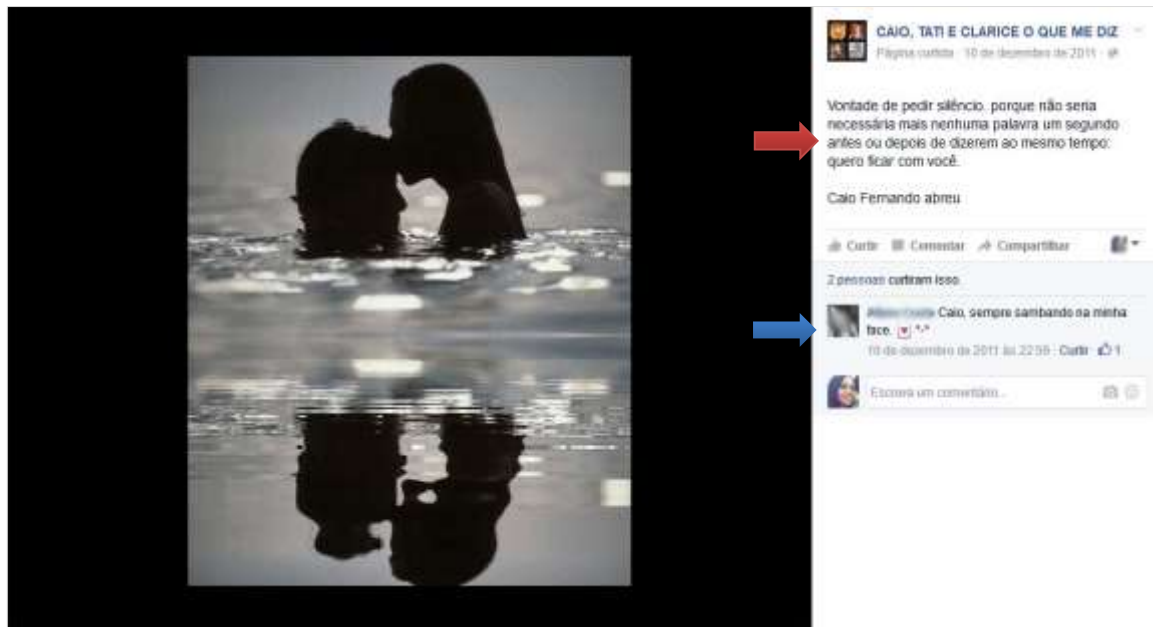 CAIO, TATI E CLARICE O QUE ME DIZ
Página curtida · 10 de dezembro de 2011 ·
Vontade de pedir silêncio. porque não seria
necessária mais nenhuma palavra um segundo
antes ou depois de dizerem ao mesmo tempo:
quero ficar com você.
Caio Fernando abreu
Curtir Comentar Compartilhar
2 pessoas curtiram isso.
Caio, sempre sambando na minha
face. *-*
10 de dezembro de 2011 às 22:59 · Curtir · 1
Escreva um comentário...